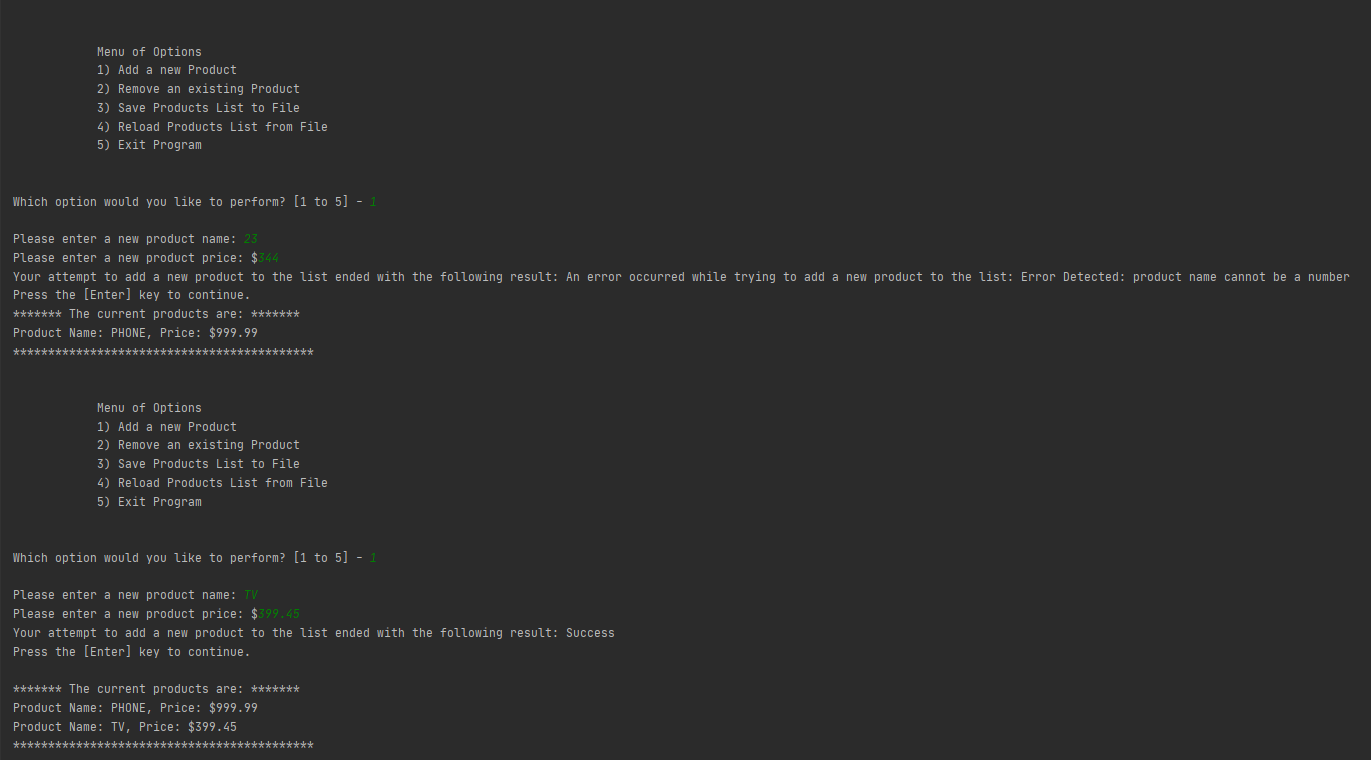 Menu of Options
1) Add a new Product
2) Remove an existing Product
3) Save Products List to File
4) Reload Products List from File
5) Exit Program
Which option would you like to perform? [1 to 5] - 1
Please enter a new product name: 23
Please enter a new product price: $344
Your attempt to add a new product to the list ended with the following result: An error occurred while trying to add a new product to the list: Error Detected: product name cannot be a number
Press the [Enter] key to continue.
******* The current products are: *******
Product Name: PHONE, Price: $999.99
*******************************************
Menu of Options
1) Add a new Product
2) Remove an existing Product
3) Save Products List to File
4) Reload Products List from File
5) Exit Program
Which option would you like to perform? [1 to 5] - 1
Please enter a new product name: TV
Please enter a new product price: $399.45
Your attempt to add a new product to the list ended with the following result: Success
Press the [Enter] key to continue.
******* The current products are: *******
Product Name: PHONE, Price: $999.99
Product Name: TV, Price: $399.45
*******************************************